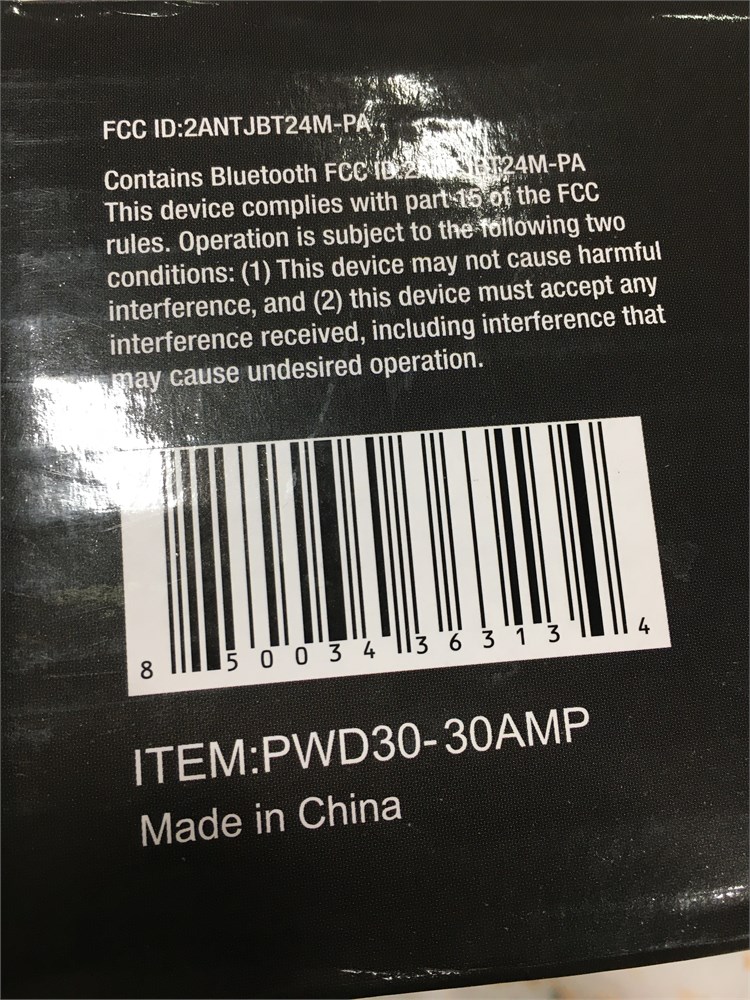 FCC ID:2ANTJBT24M-PA
Contains Bluetooth FCC ID:2ANTJBT24M-PA
This device complies with part 15 of the FCC
rules. Operation is subject to the following two
conditions: (1) This device may not cause harmful
interference, and (2) this device must accept any
interference received, including interference that
may cause undesired operation.
8 50034 36313 4
ITEM:PWD30-30AMP
Made in China